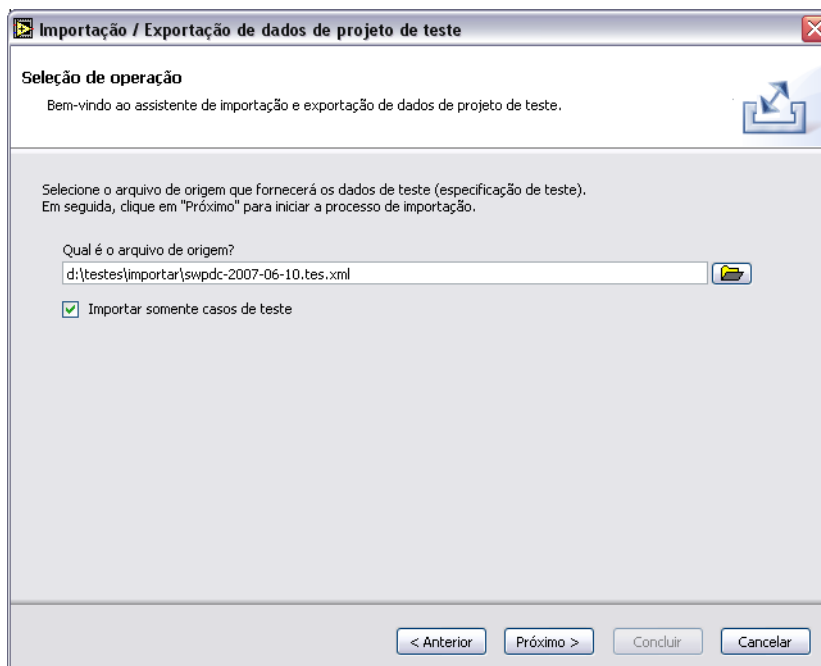 Importação / Exportação de dados de projeto de teste
Seleção de operação
Bem-vindo ao assistente de importação e exportação de dados de projeto de teste.
Selecione o arquivo de origem que fornecerá os dados de teste (especificação de teste).
Em seguida, clique em "Próximo" para iniciar a processo de importação.
Qual é o arquivo de origem?
d:\testes\importar\swpdc-2007-06-10.tes.xml
Importar somente casos de teste
< Anterior Próximo > Concluir Cancelar